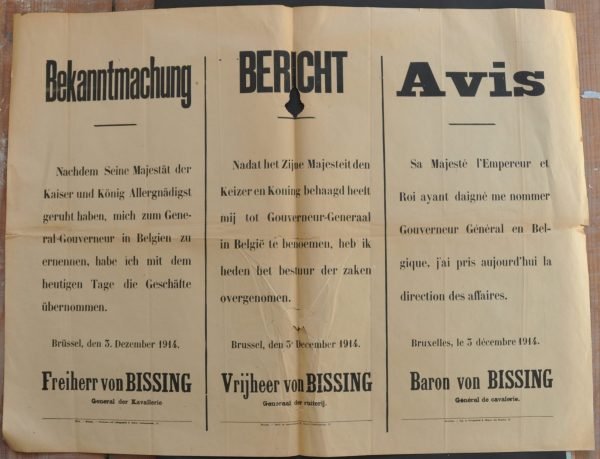 Bekanntmachung
Nachdem Seine Majestät der
Kaiser und König Allergnädigst
geruht haben, mich zum Gene-
ral-Gouverneur in Belgien zu
ernennen, habe ich mit dem
heutigen Tage die Geschäfte
übernommen.
Brüssel, den 3. Dezember 1914.
Freiherr von BISSING
General der Kavallerie
BERICHT
Nadat het Zijne Majesteit den
Keizer en Koning behaagd heeft
mij tot Gouverneur-Generaal
in België te benoemen, heb ik
heden het bestuur der zaken
overgenomen.
Brussel, den 3 December 1914.
Vrijheer von BISSING
Generaal der ruiterij.
Avis
Sa Majesté l'Empereur et
Roi ayant daigné me nommer
Gouverneur Général en Bel-
gique, j'ai pris aujourd'hui la
direction des affaires.
Bruxelles, le 3 décembre 1914.
Baron von BISSING
Général de cavalerie.